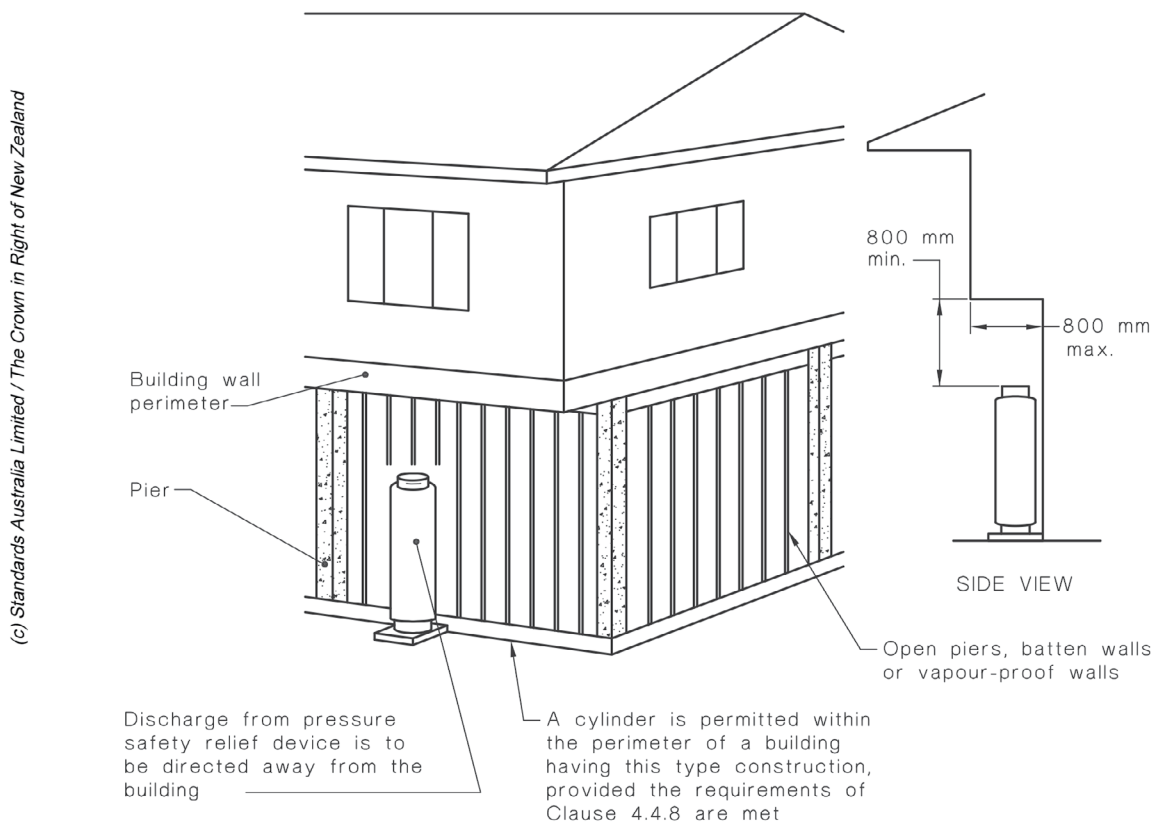 (c) Standards Australia Limited / The Crown in Right of New Zealand
800 mm
min.
800 mm
max.
Building wall
perimeter
Pier
SIDE VIEW
Open piers, batten walls
or vapour-proof walls
Discharge from pressure
safety relief device is to
be directed away from the
building
A cylinder is permitted within
the perimeter of a building
having this type construction,
provided the requirements of
Clause 4.4.8 are met